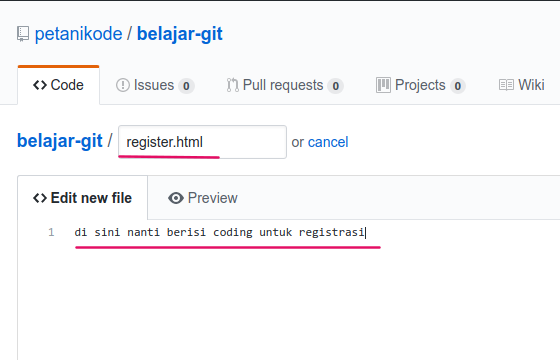 petanikode / belajar-git
Code Issues 0 Pull requests 0 Projects 0 Wiki
belajar-git / register.html or cancel
Edit new file Preview
1 di sini nanti berisi coding untuk registrasi